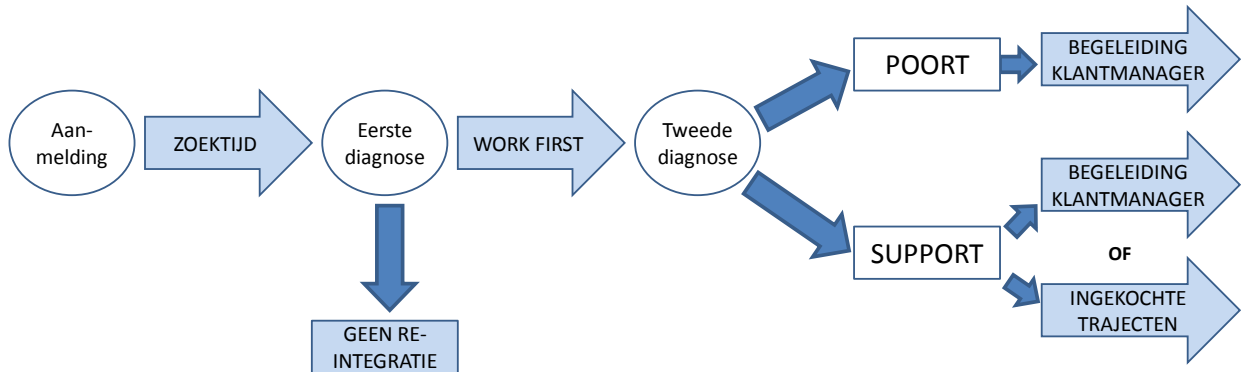 Aan-
melding
ZOEKTIJD
Eerste
diagnose
GEEN RE-
INTEGRATIE
WORK FIRST
Tweede
diagnose
POORT
BEGELEIDING
KLANTMANAGER
SUPPORT
BEGELEIDING
KLANTMANAGER
OF
INGEKOCHTE
TRAJECTEN